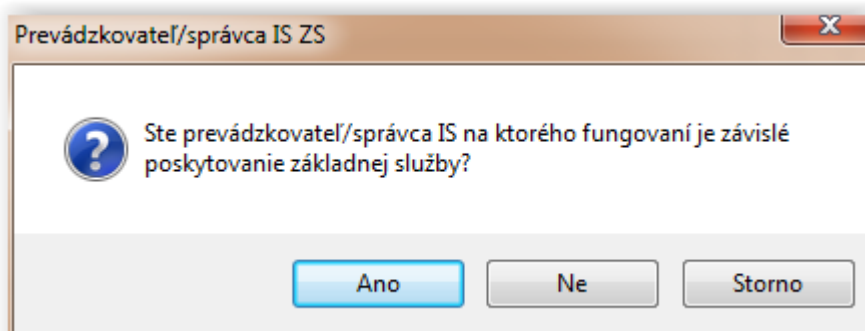 Prevádzkovateľ/správca IS ZS
Ste prevádzkovateľ/správca IS na ktorého fungovaní je závislé
poskytovanie základnej služby?
Ano
Ne
Storno